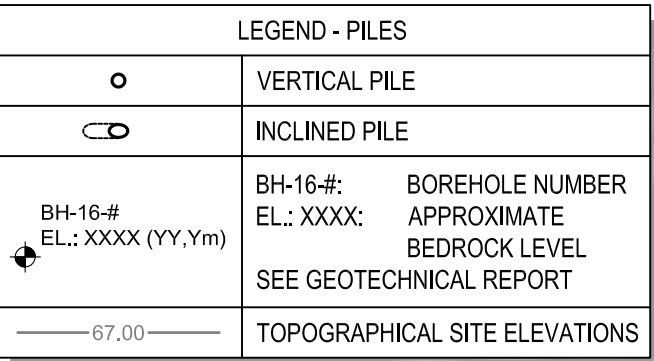 LEGEND - PILES
VERTICAL PILE
INCLINED PILE
BH-16-#
EL.: XXXX (YY,Ym)
BH-16-#: BOREHOLE NUMBER
EL.: XXXX: APPROXIMATE
BEDROCK LEVEL
SEE GEOTECHNICAL REPORT
67.00
TOPOGRAPHICAL SITE ELEVATIONS